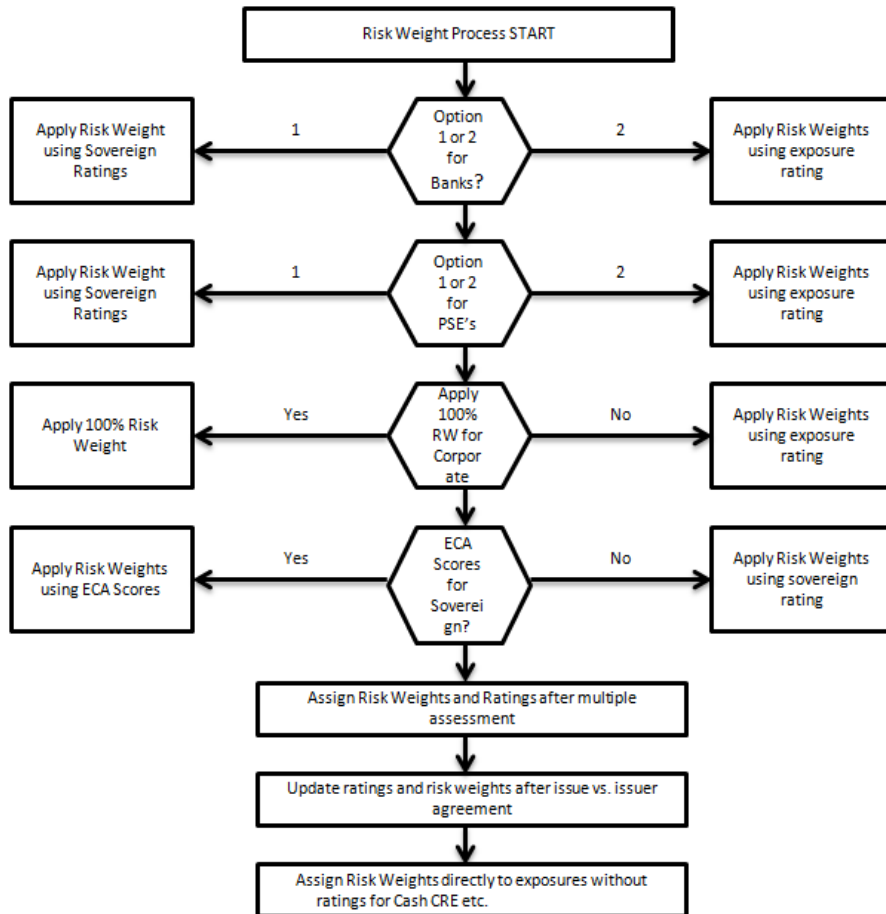 Risk Weight Process START
Option
1 or 2
for
Banks?
1
2
Apply Risk Weight
using Sovereign
Ratings
Apply Risk Weights
using exposure
rating
Option
1 or 2
for
PSE's
1
2
Apply Risk Weight
using Sovereign
Ratings
Apply Risk Weights
using exposure
rating
Apply
100%
RW for
Corpor
ate
Yes
No
Apply 100% Risk
Weight
Apply Risk Weights
using exposure
rating
ECA
Scores
for
Soverei
gn?
Yes
No
Apply Risk Weights
using ECA Scores
Apply Risk Weights
using sovereign
rating
Assign Risk Weights and Ratings after multiple
assessment
Update ratings and risk weights after issue vs. issuer
agreement
Assign Risk Weights directly to exposures without
ratings for Cash CRE etc.